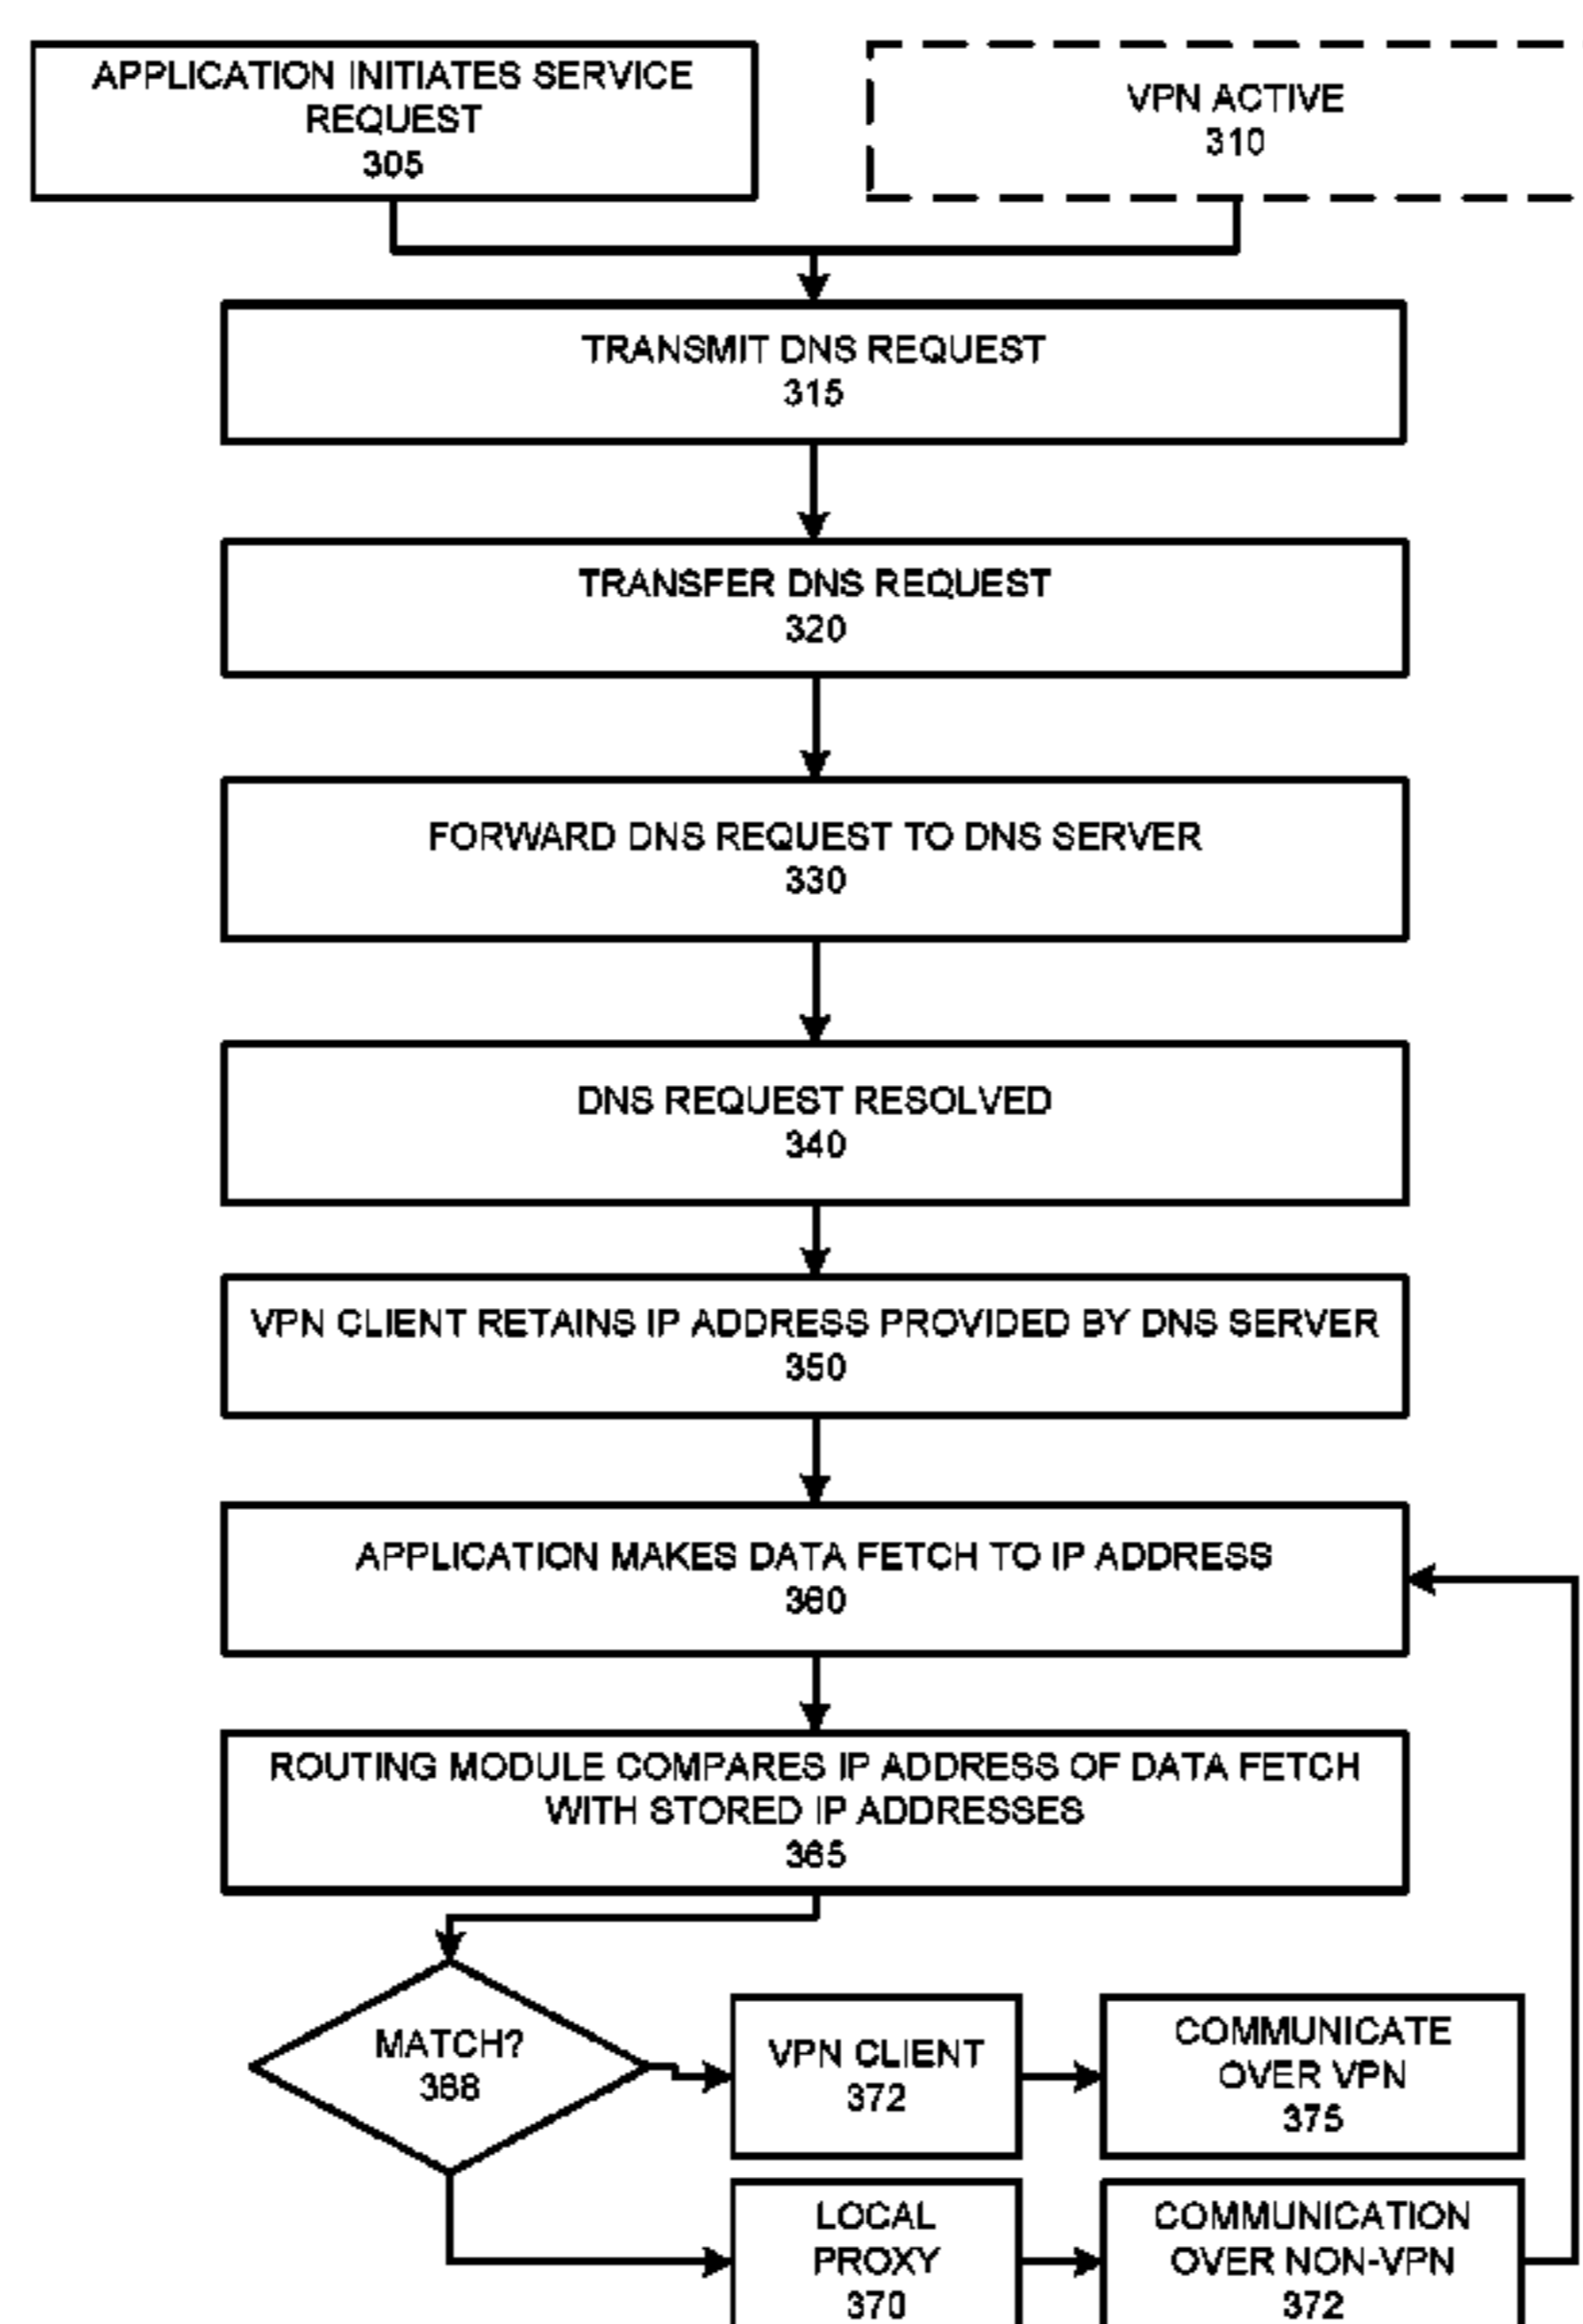 APPLICATION INITIATES SERVICE
REQUEST
305
VPN ACTIVE
310
TRANSMIT DNS REQUEST
315
TRANSFER DNS REQUEST
320
FORWARD DNS REQUEST TO DNS SERVER
330
DNS REQUEST RESOLVED
340
VPN CLIENT RETAINS IP ADDRESS PROVIDED BY DNS SERVER
350
APPLICATION MAKES DATA FETCH TO IP ADDRESS
360
ROUTING MODULE COMPARES IP ADDRESS OF DATA FETCH
WITH STORED IP ADDRESSES
365
MATCH?
368
VPN CLIENT
372
COMMUNICATE
OVER VPN
375
LOCAL
PROXY
370
COMMUNICATION
OVER NON-VPN
372